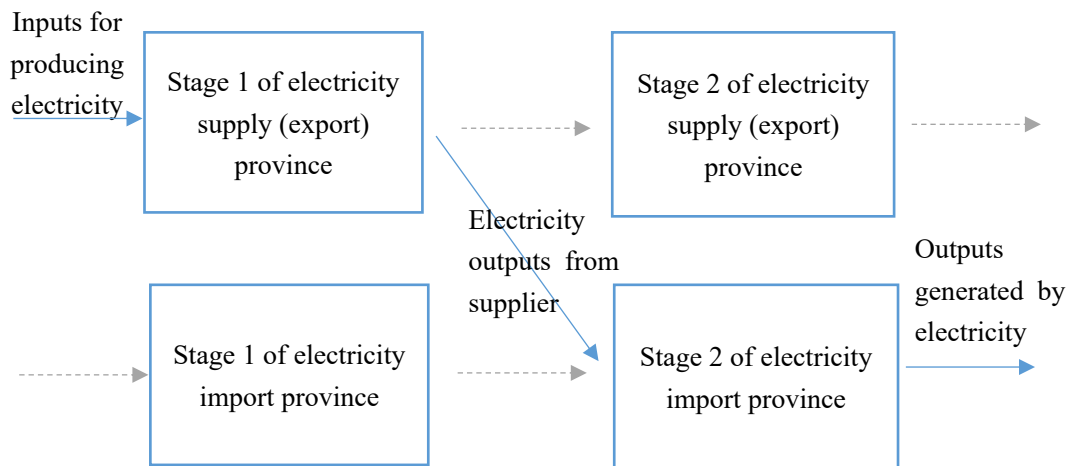 Inputs for
producing
electricity
Stage 1 of electricity
supply (export)
province
Stage 2 of electricity
supply (export)
province
Electricity
outputs from
supplier
Outputs
generated by
electricity
Stage 1 of electricity
import province
Stage 2 of electricity
import province